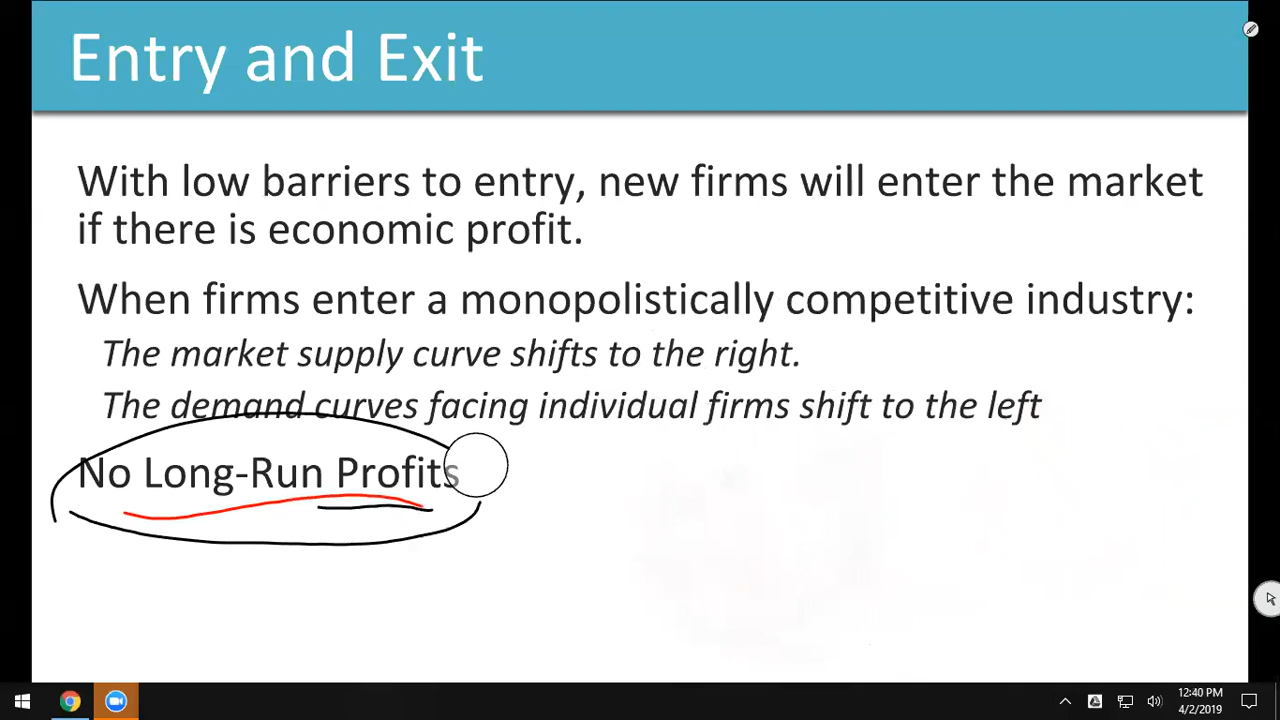 Entry and Exit
With low barriers to entry, new firms will enter the market
if there is economic profit.
When firms enter a monopolistically competitive industry:
The market supply curve shifts to the right.
The demand curves facing individual firms shift to the left
No Long-Run Profits
12:40 PM
4/2/2019